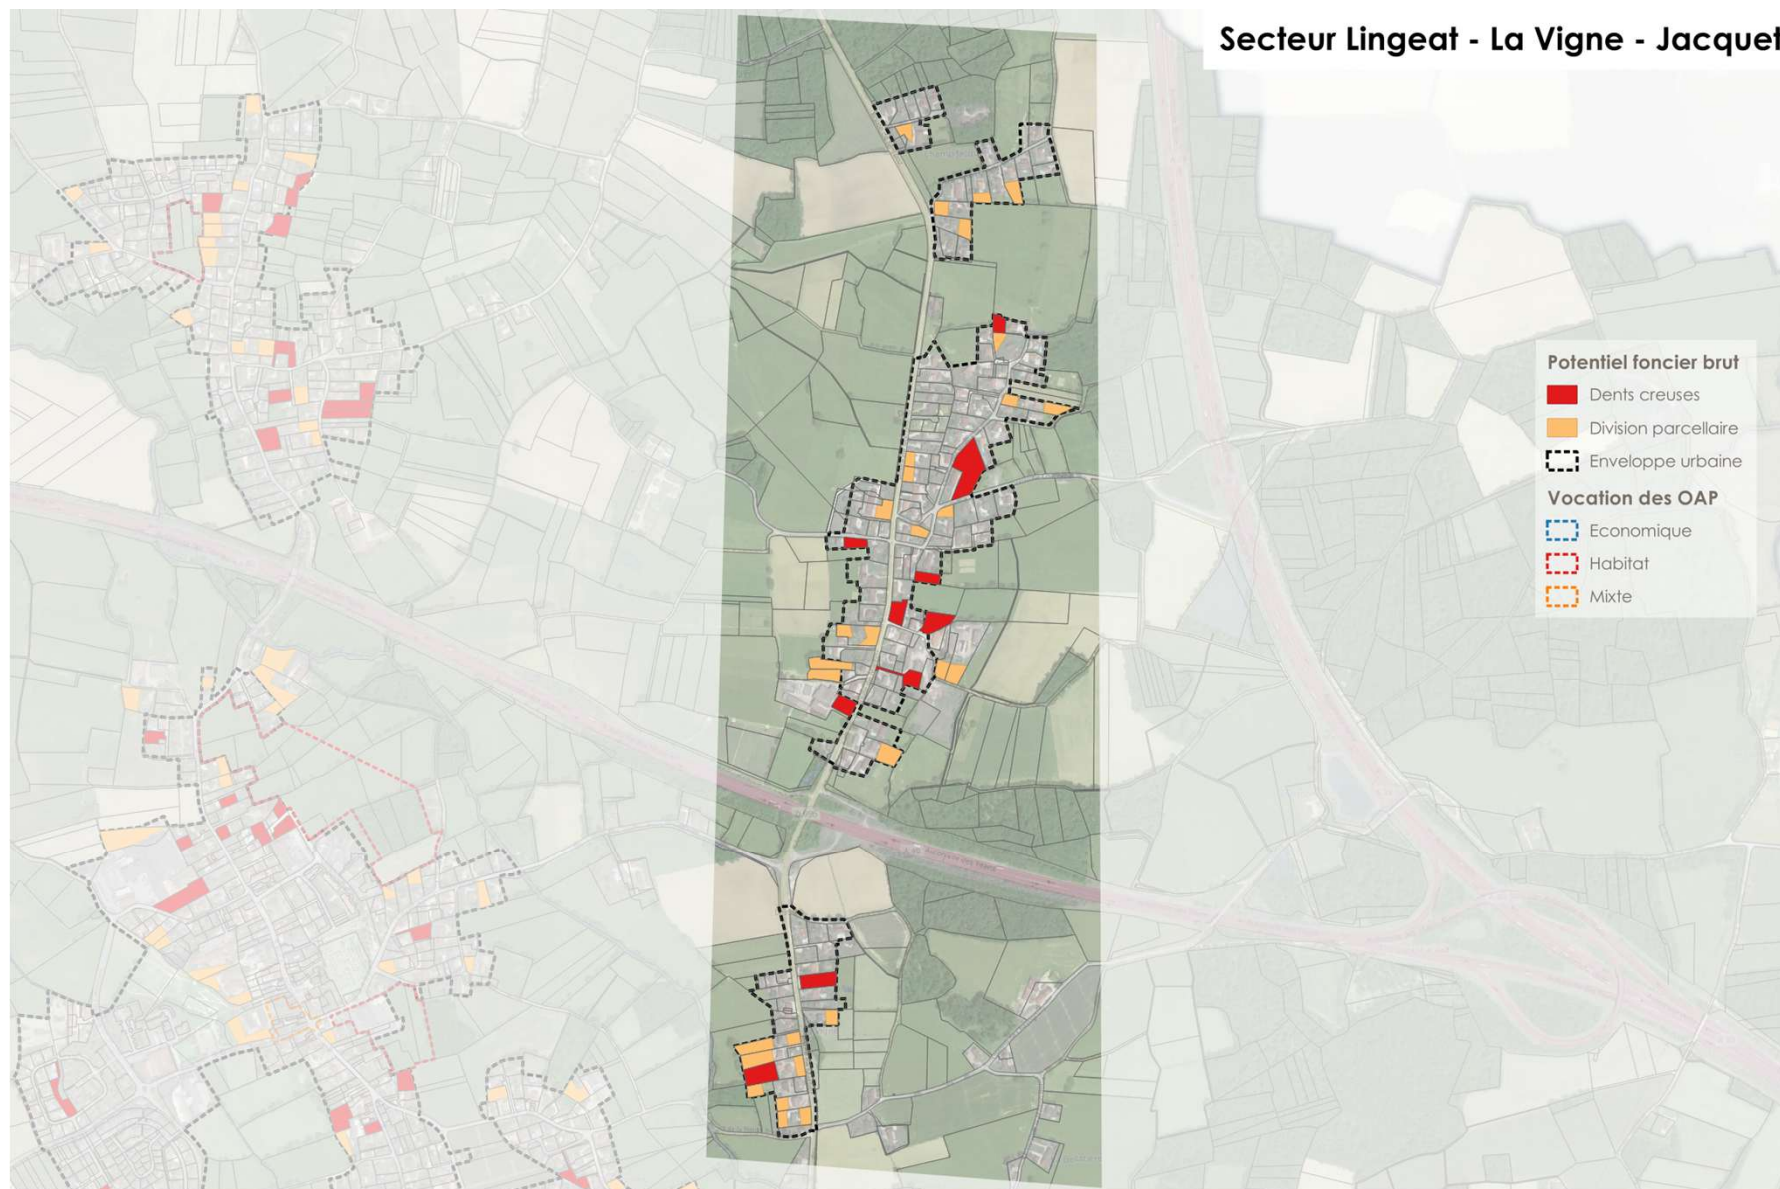 Secteur Lingeat - La Vigne - Jacquet
Potentiel foncier brut
Dents creuses
Division parcellaire
Enveloppe urbaine
Vocation des OAP
Economique
Habitat
Mixte